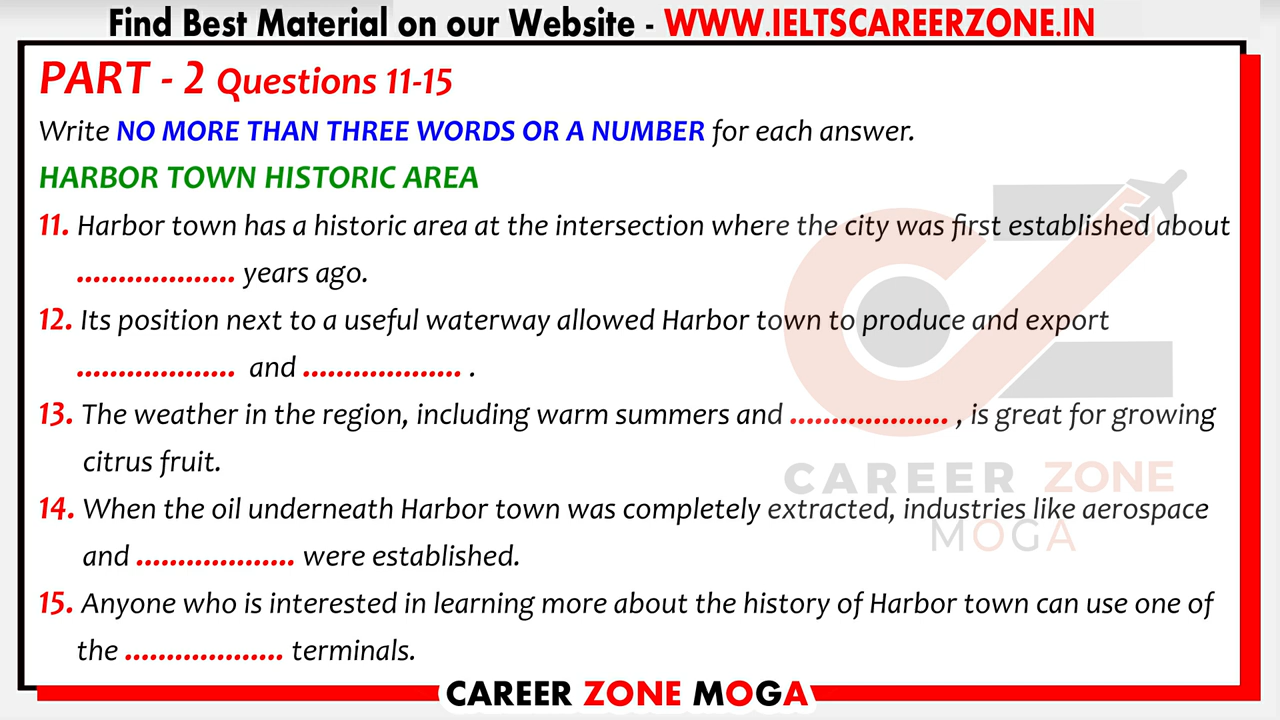 Find Best Material on our Website - WWW.IELTSCAREERZONE.IN
PART - 2 Questions 11-15
Write NO MORE THAN THREE WORDS OR A NUMBER for each answer.
HARBOR TOWN HISTORIC AREA
11. Harbor town has a historic area at the intersection where the city was first established about
................... years ago.
12. Its position next to a useful waterway allowed Harbor town to produce and export
................... and ................... .
13. The weather in the region, including warm summers and ................... , is great for growing
citrus fruit.
CAREER ZONE
14. When the oil underneath Harbor town was completely extracted, industries like aerospace
MOGA
and ................... were established.
15. Anyone who is interested in learning more about the history of Harbor town can use one of
the ................... terminals.
CAREER ZONE MOGA